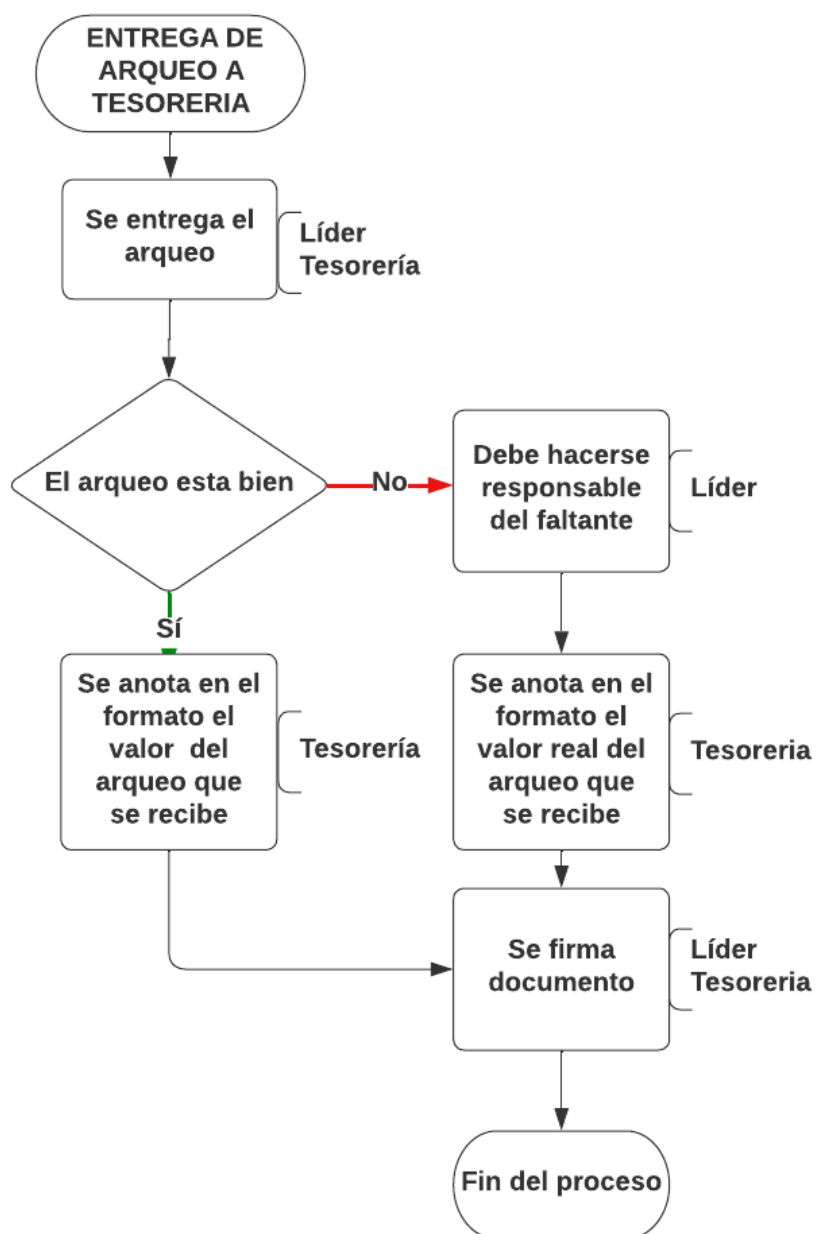 ENTREGA DE
ARQUEO A
TESORERIA
Se entrega el
arqueo
Líder
Tesorería
El arqueo esta bien
No
Debe hacerse
responsable
del faltante
Líder
Sí
Se anota en el
formato el
valor del
arqueo que
se recibe
Tesorería
Se anota en el
formato el
valor real del
arqueo que
se recibe
Tesoreria
Se firma
documento
Líder
Tesoreria
Fin del proceso